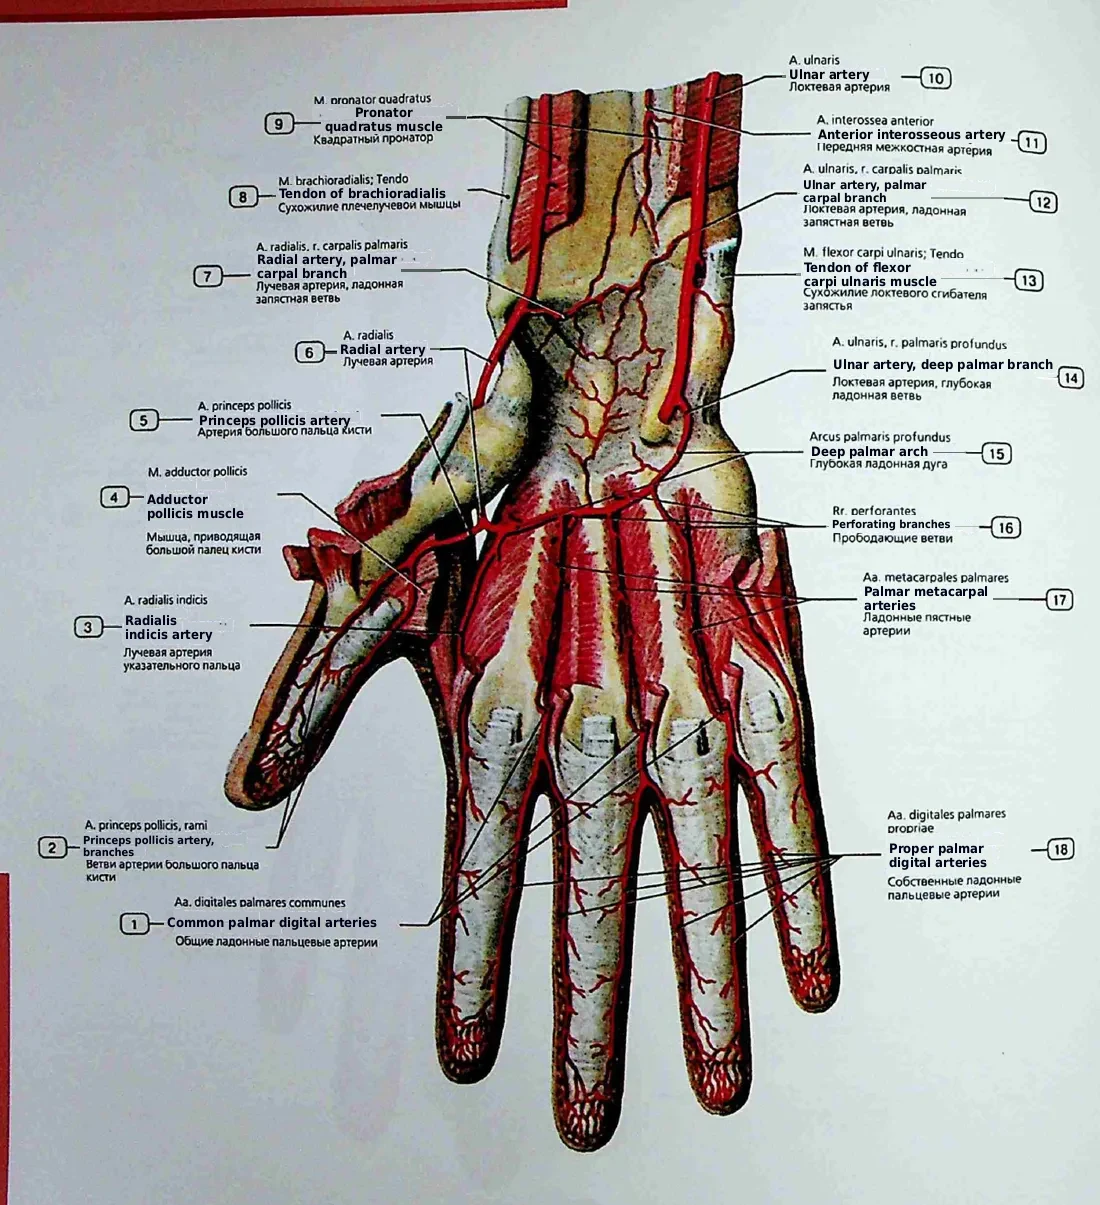 A. ulnaris
Ulnar artery
10
Локтевая артерия
M. pronator quadratus
Pronator
quadratus muscle
9
Квадратный пронатор
A. interossea anterior
Anterior interosseous artery
11
Передняя межкостная артерия
M. brachioradialis; Tendo
Tendon of brachioradialis
8
Сухожилие плечелучевой мышцы
A. ulnaris, r. carpalis palmaris
Ulnar artery, palmar
carpal branch
12
Локтевая артерия, ладонная
запястная ветвь
A. radialis, r. carpalis palmaris
Radial artery, palmar
carpal branch
7
Лучевая артерия, ладонная
запястная ветвь
M. flexor carpi ulnaris; Tendo
Tendon of flexor
carpi ulnaris muscle
13
Сухожилие локтевого сгибателя
запястья
A. radialis
Radial artery
6
Лучевая артерия
A. ulnaris, r. palmaris profundus
Ulnar artery, deep palmar branch
14
Локтевая артерия, глубокая
ладонная ветвь
A. princeps pollicis
Princeps pollicis artery
5
Артерия большого пальца кисти
Arcus palmaris profundus
Deep palmar arch
15
Глубокая ладонная дуга
M. adductor pollicis
Adductor
pollicis muscle
4
Мышца, приводящая
большой палец кисти
Rr. perforantes
Perforating branches
16
Прободающие ветви
Aa. metacarpales palmares
Palmar metacarpal
arteries
17
Ладонные пястные
артерии
A. radialis indicis
Radialis
indicis artery
3
Лучевая артерия
указательного пальца
A. princeps pollicis, rami
Princeps pollicis artery,
branches
2
Ветви артерии большого пальца
кисти
Aa. digitales palmares
propriae
Proper palmar
digital arteries
18
Собственные ладонные
пальцевые артерии
Aa. digitales palmares communes
Common palmar digital arteries
1
Общие ладонные пальцевые артерии